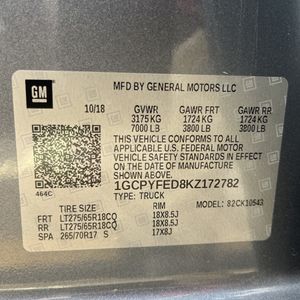 GM
MFD BY GENERAL MOTORS LLC
10/18 GVWR GAWR FRT GAWR RR
3175 KG 1724 KG 1724 KG
7000 LB 3800 LB 3800 LB
THIS VEHICLE CONFORMS TO ALL
APPLICABLE U.S. FEDERAL MOTOR
VEHICLE SAFETY STANDARDS IN
EFFECT ON THE DATE OF
MANUFACTURE SHOWN ABOVE.
1GCPYFED8KZ172782
464C TYPE: TRUCK 82CK10543
TIRE SIZE RIM
FRT LT275/65R18CQ 18X8.5J
RR LT275/65R18CQ 18X8.5J
SPA 265/70R17 S 17X8J